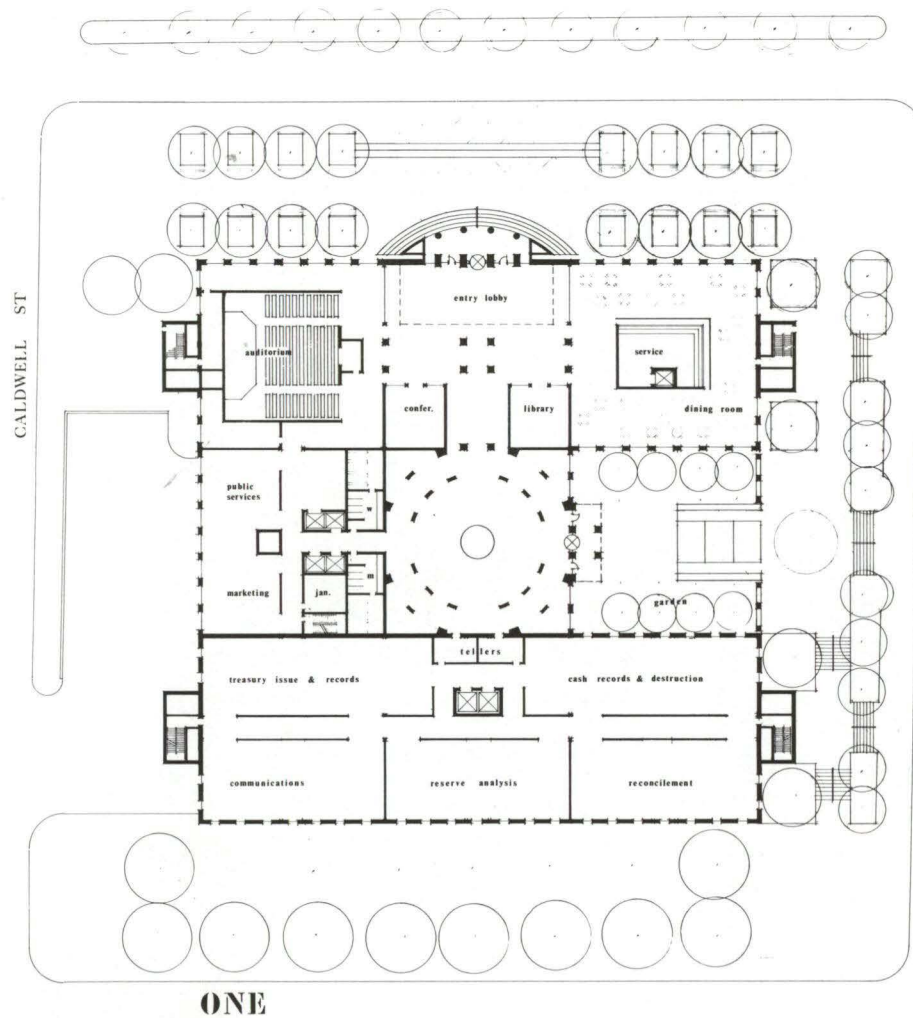 CALDWELL ST
entry lobby
auditorium
service
confer.
library
dining room
public
services
w
marketing
m
jan.
garden
tellers
treasury issue & records
cash records & destruction
communications
reserve analysis
reconcilement
ONE